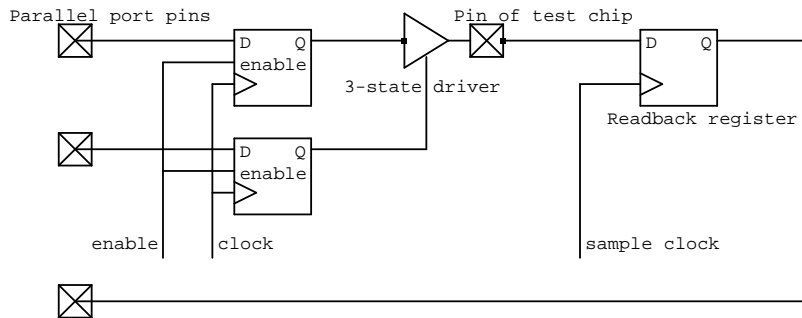 Parallel port pins
Pin of test chip
D Q
enable
D Q
3-state driver
Readback register
D Q
enable
enable
clock
sample clock